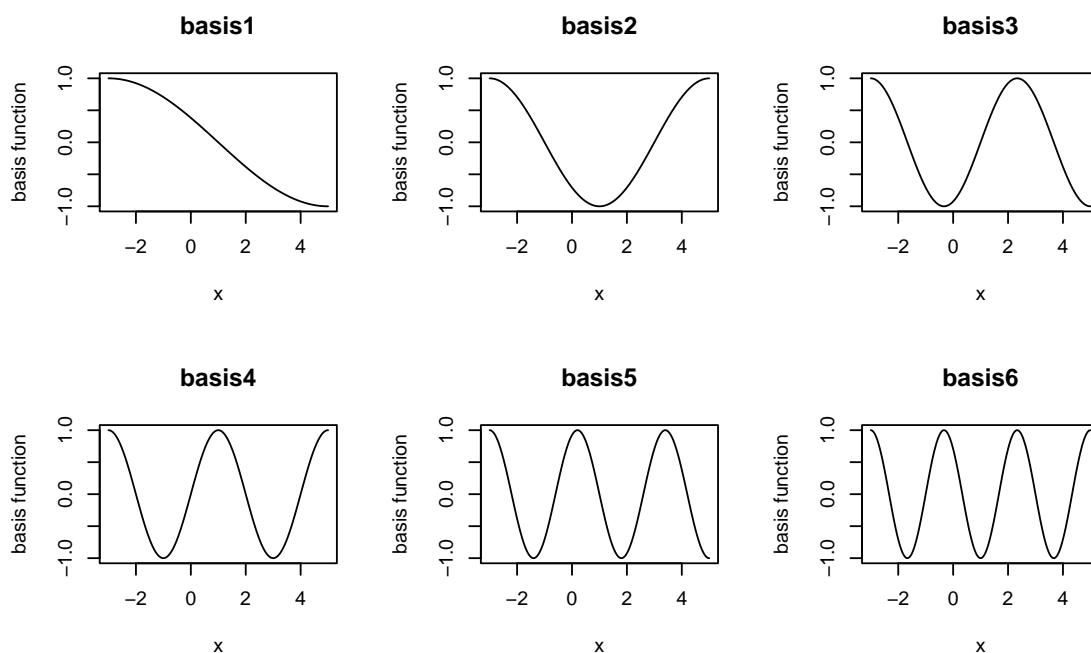 basis1
basis function
−1.0 0.0 1.0
−2 0 2 4
x
basis2
basis function
−1.0 0.0 1.0
−2 0 2 4
x
basis3
basis function
−1.0 0.0 1.0
−2 0 2 4
x
basis4
basis function
−1.0 0.0 1.0
−2 0 2 4
x
basis5
basis function
−1.0 0.0 1.0
−2 0 2 4
x
basis6
basis function
−1.0 0.0 1.0
−2 0 2 4
x